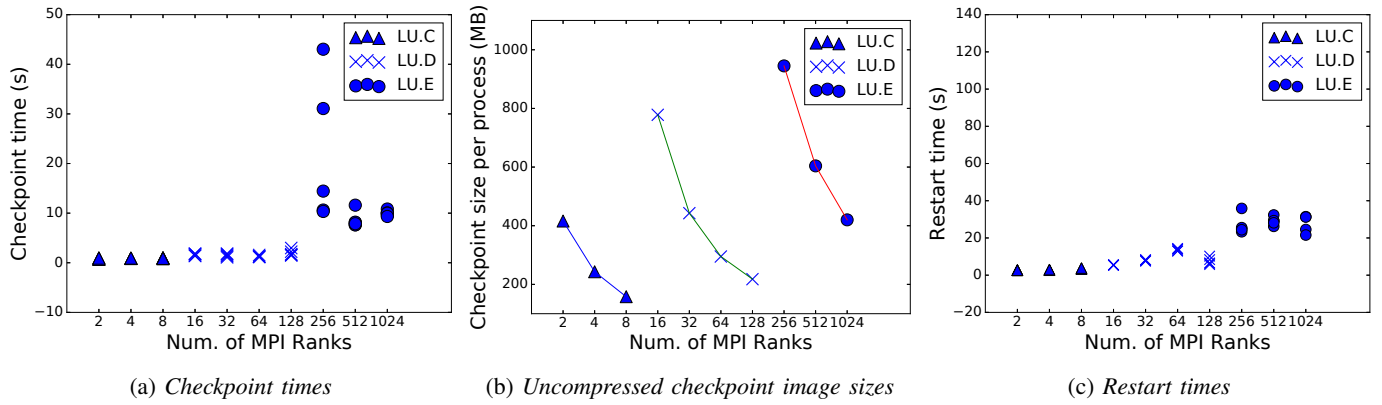 50
40
30
20
10
0
−10
Checkpoint time (s)
LU.C
LU.D
LU.E
2 4 8 16 32 64 128 256 512 1024
Num. of MPI Ranks
(a) Checkpoint times
1000
800
600
400
200
Checkpoint size per process (MB)
LU.C
LU.D
LU.E
2 4 8 16 32 64 128 256 512 1024
Num. of MPI Ranks
(b) Uncompressed checkpoint image sizes
140
120
100
80
60
40
20
0
−20
Restart time (s)
LU.C
LU.D
LU.E
2 4 8 16 32 64 128 256 512 1024
Num. of MPI Ranks
(c) Restart times